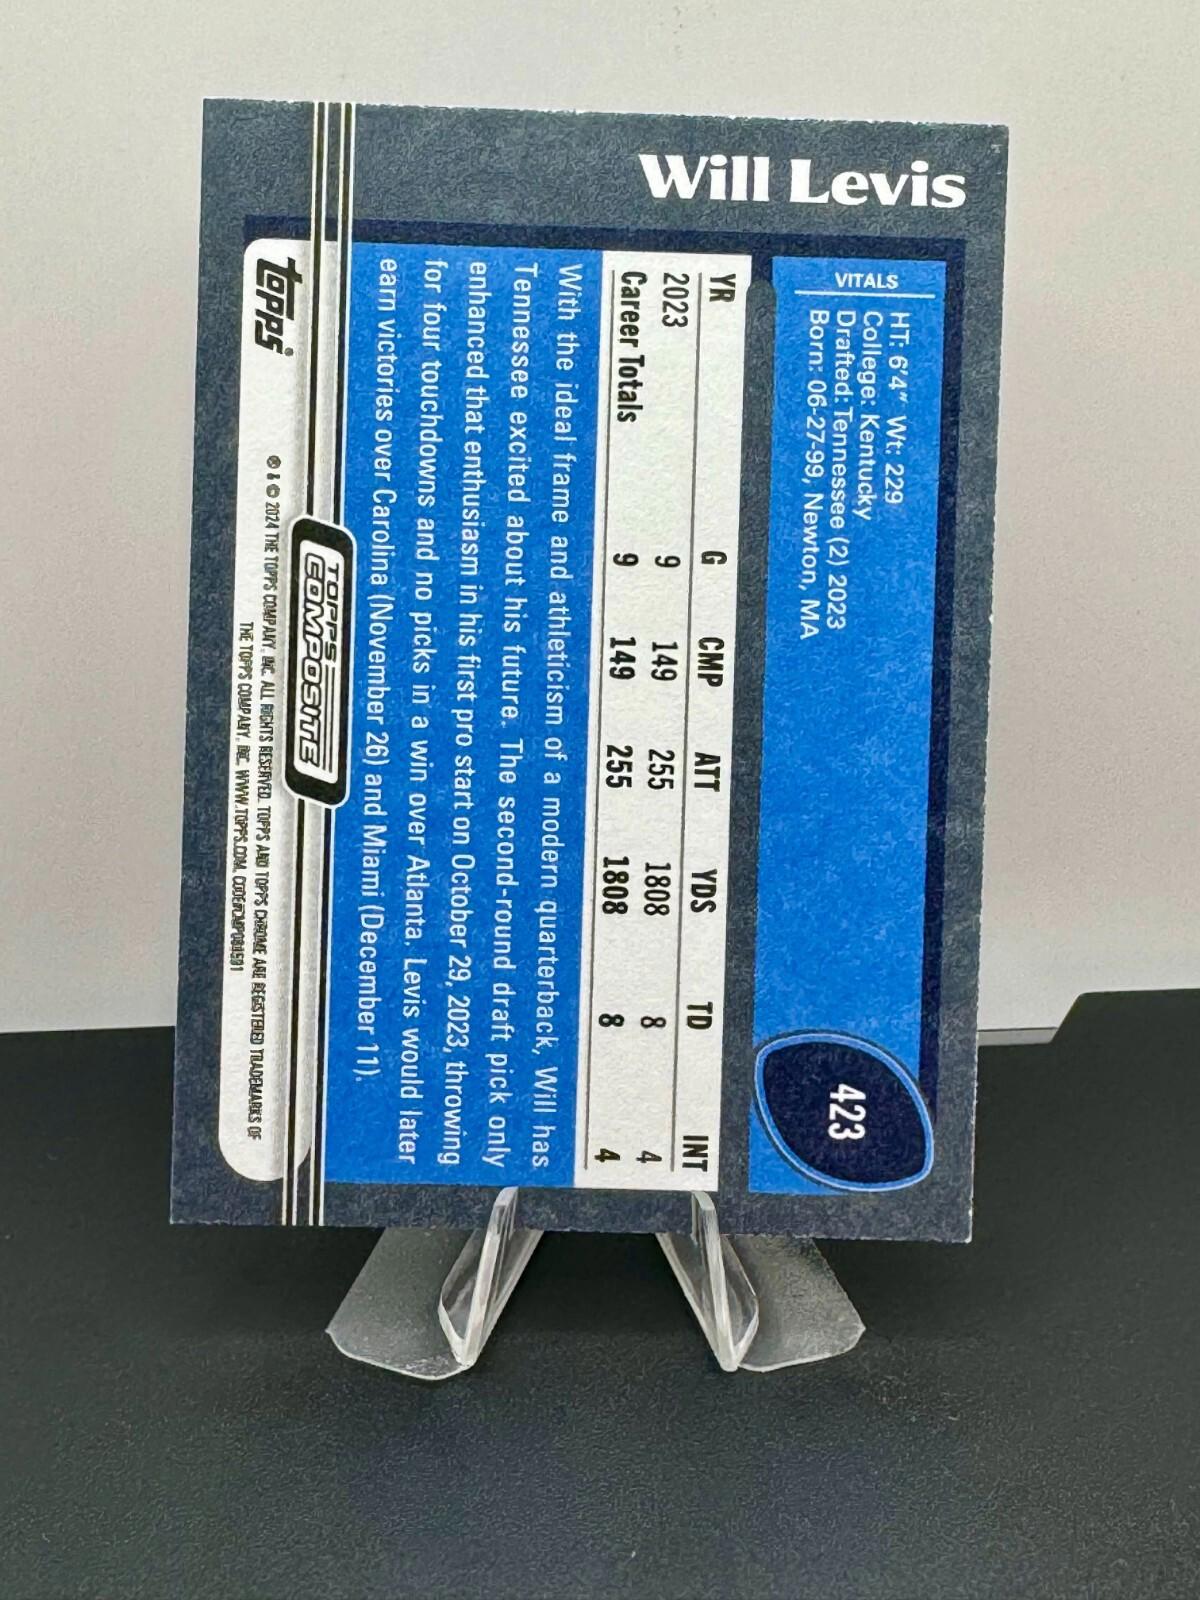 Will Levis
VITALS
HT: 6'4" Wt: 229
College: Kentucky
Drafted: Tennessee (2) 2023
Born: 06-27-99, Newton, MA
423
YR G CMP ATT YDS TD INT
2023 9 149 255 1808 8 4
Career Totals 9 149 255 1808 8 4
With the ideal frame and athleticism of a modern quarterback, Will has
Tennessee excited about his future. The second-round draft pick only
enhanced that enthusiasm in his first pro start on October 29, 2023, throwing
for four touchdowns and no picks in a win over Atlanta. Levis would later
earn victories over Carolina (November 26) and Miami (December 11).
TOPPS
COMPOSITE
topps®
® & © 2024 THE TOPPS COMPANY, INC. ALL RIGHTS RESERVED. TOPPS AND TOPPS CHROME ARE REGISTERED TRADEMARKS OF
THE TOPPS COMPANY, INC. WWW.TOPPS.COM.